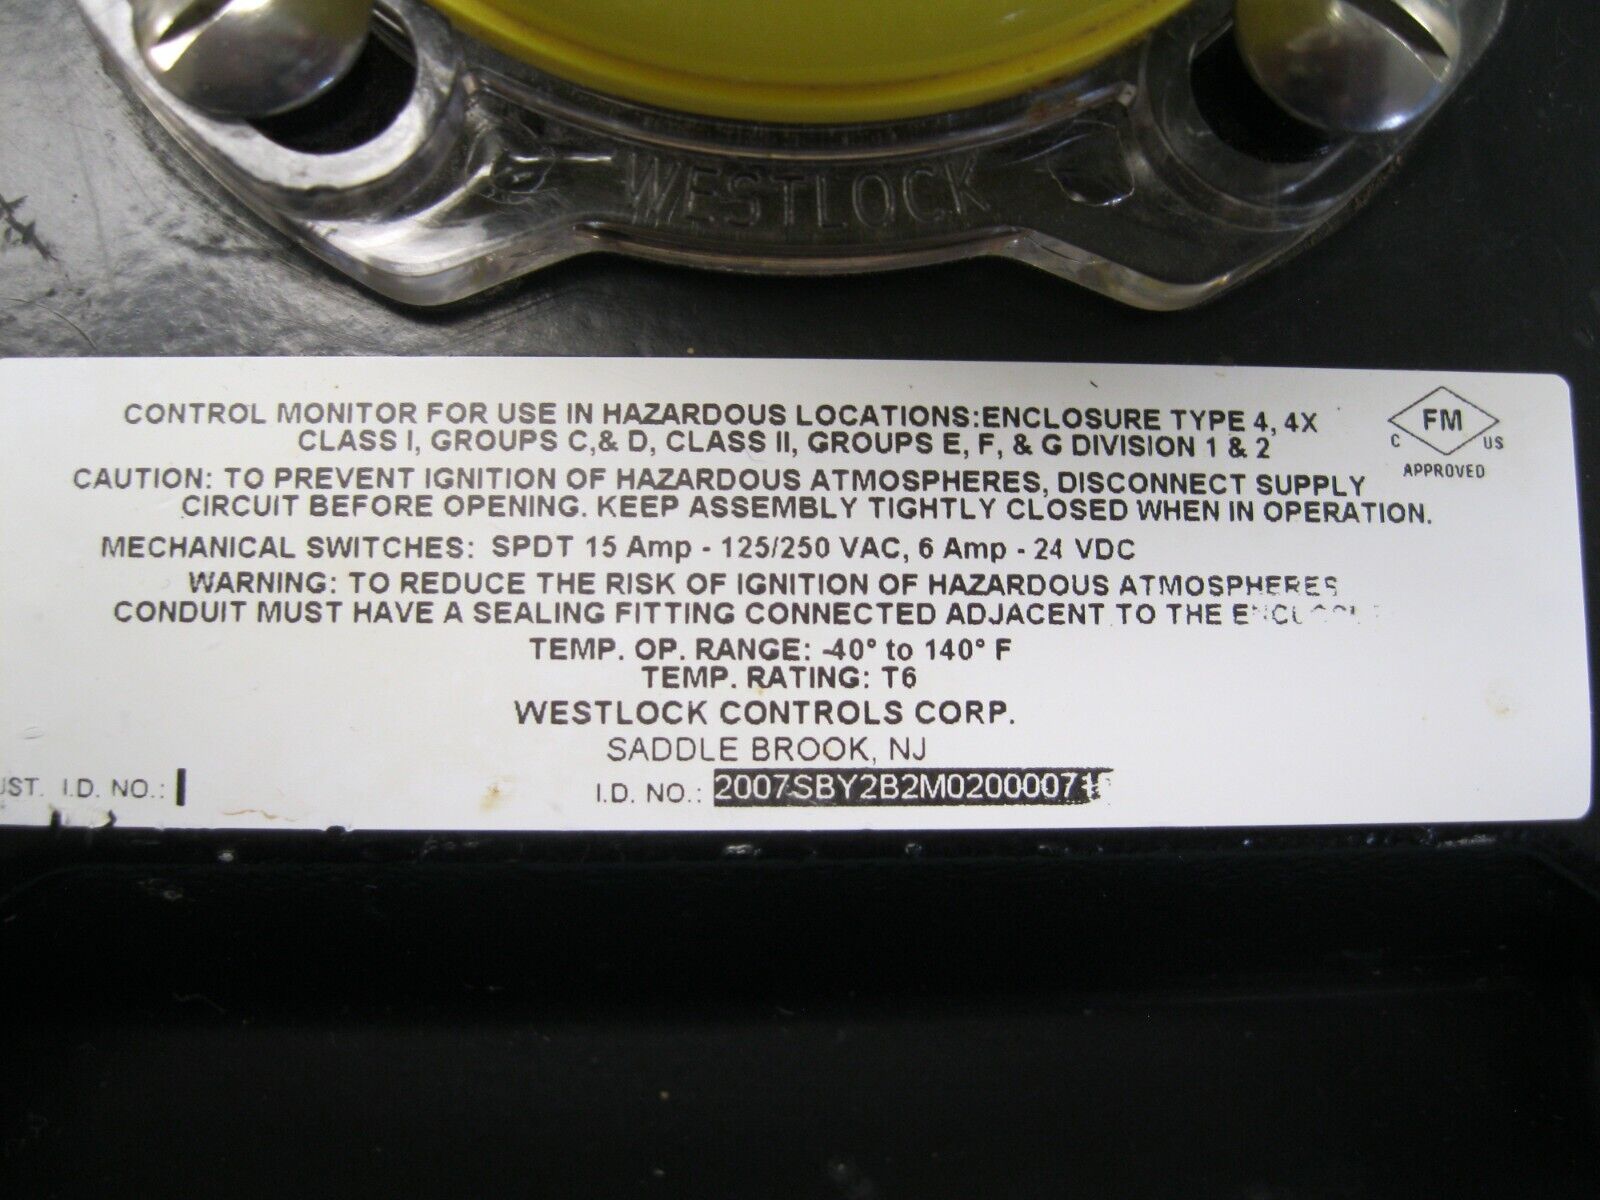 WESTLOCK
CONTROL MONITOR FOR USE IN HAZARDOUS LOCATIONS:ENCLOSURE TYPE 4, 4X
CLASS I, GROUPS C,& D, CLASS II, GROUPS E, F, & G DIVISION 1 & 2
FM
C US
APPROVED
CAUTION: TO PREVENT IGNITION OF HAZARDOUS ATMOSPHERES, DISCONNECT SUPPLY
CIRCUIT BEFORE OPENING. KEEP ASSEMBLY TIGHTLY CLOSED WHEN IN OPERATION.
MECHANICAL SWITCHES: SPDT 15 Amp - 125/250 VAC, 6 Amp - 24 VDC
WARNING: TO REDUCE THE RISK OF IGNITION OF HAZARDOUS ATMOSPHERES
CONDUIT MUST HAVE A SEALING FITTING CONNECTED ADJACENT TO THE
TEMP. OP. RANGE: -40° to 140° F
TEMP. RATING: T6
WESTLOCK CONTROLS CORP.
SADDLE BROOK, NJ
I.D. NO.:
I.D. NO.: